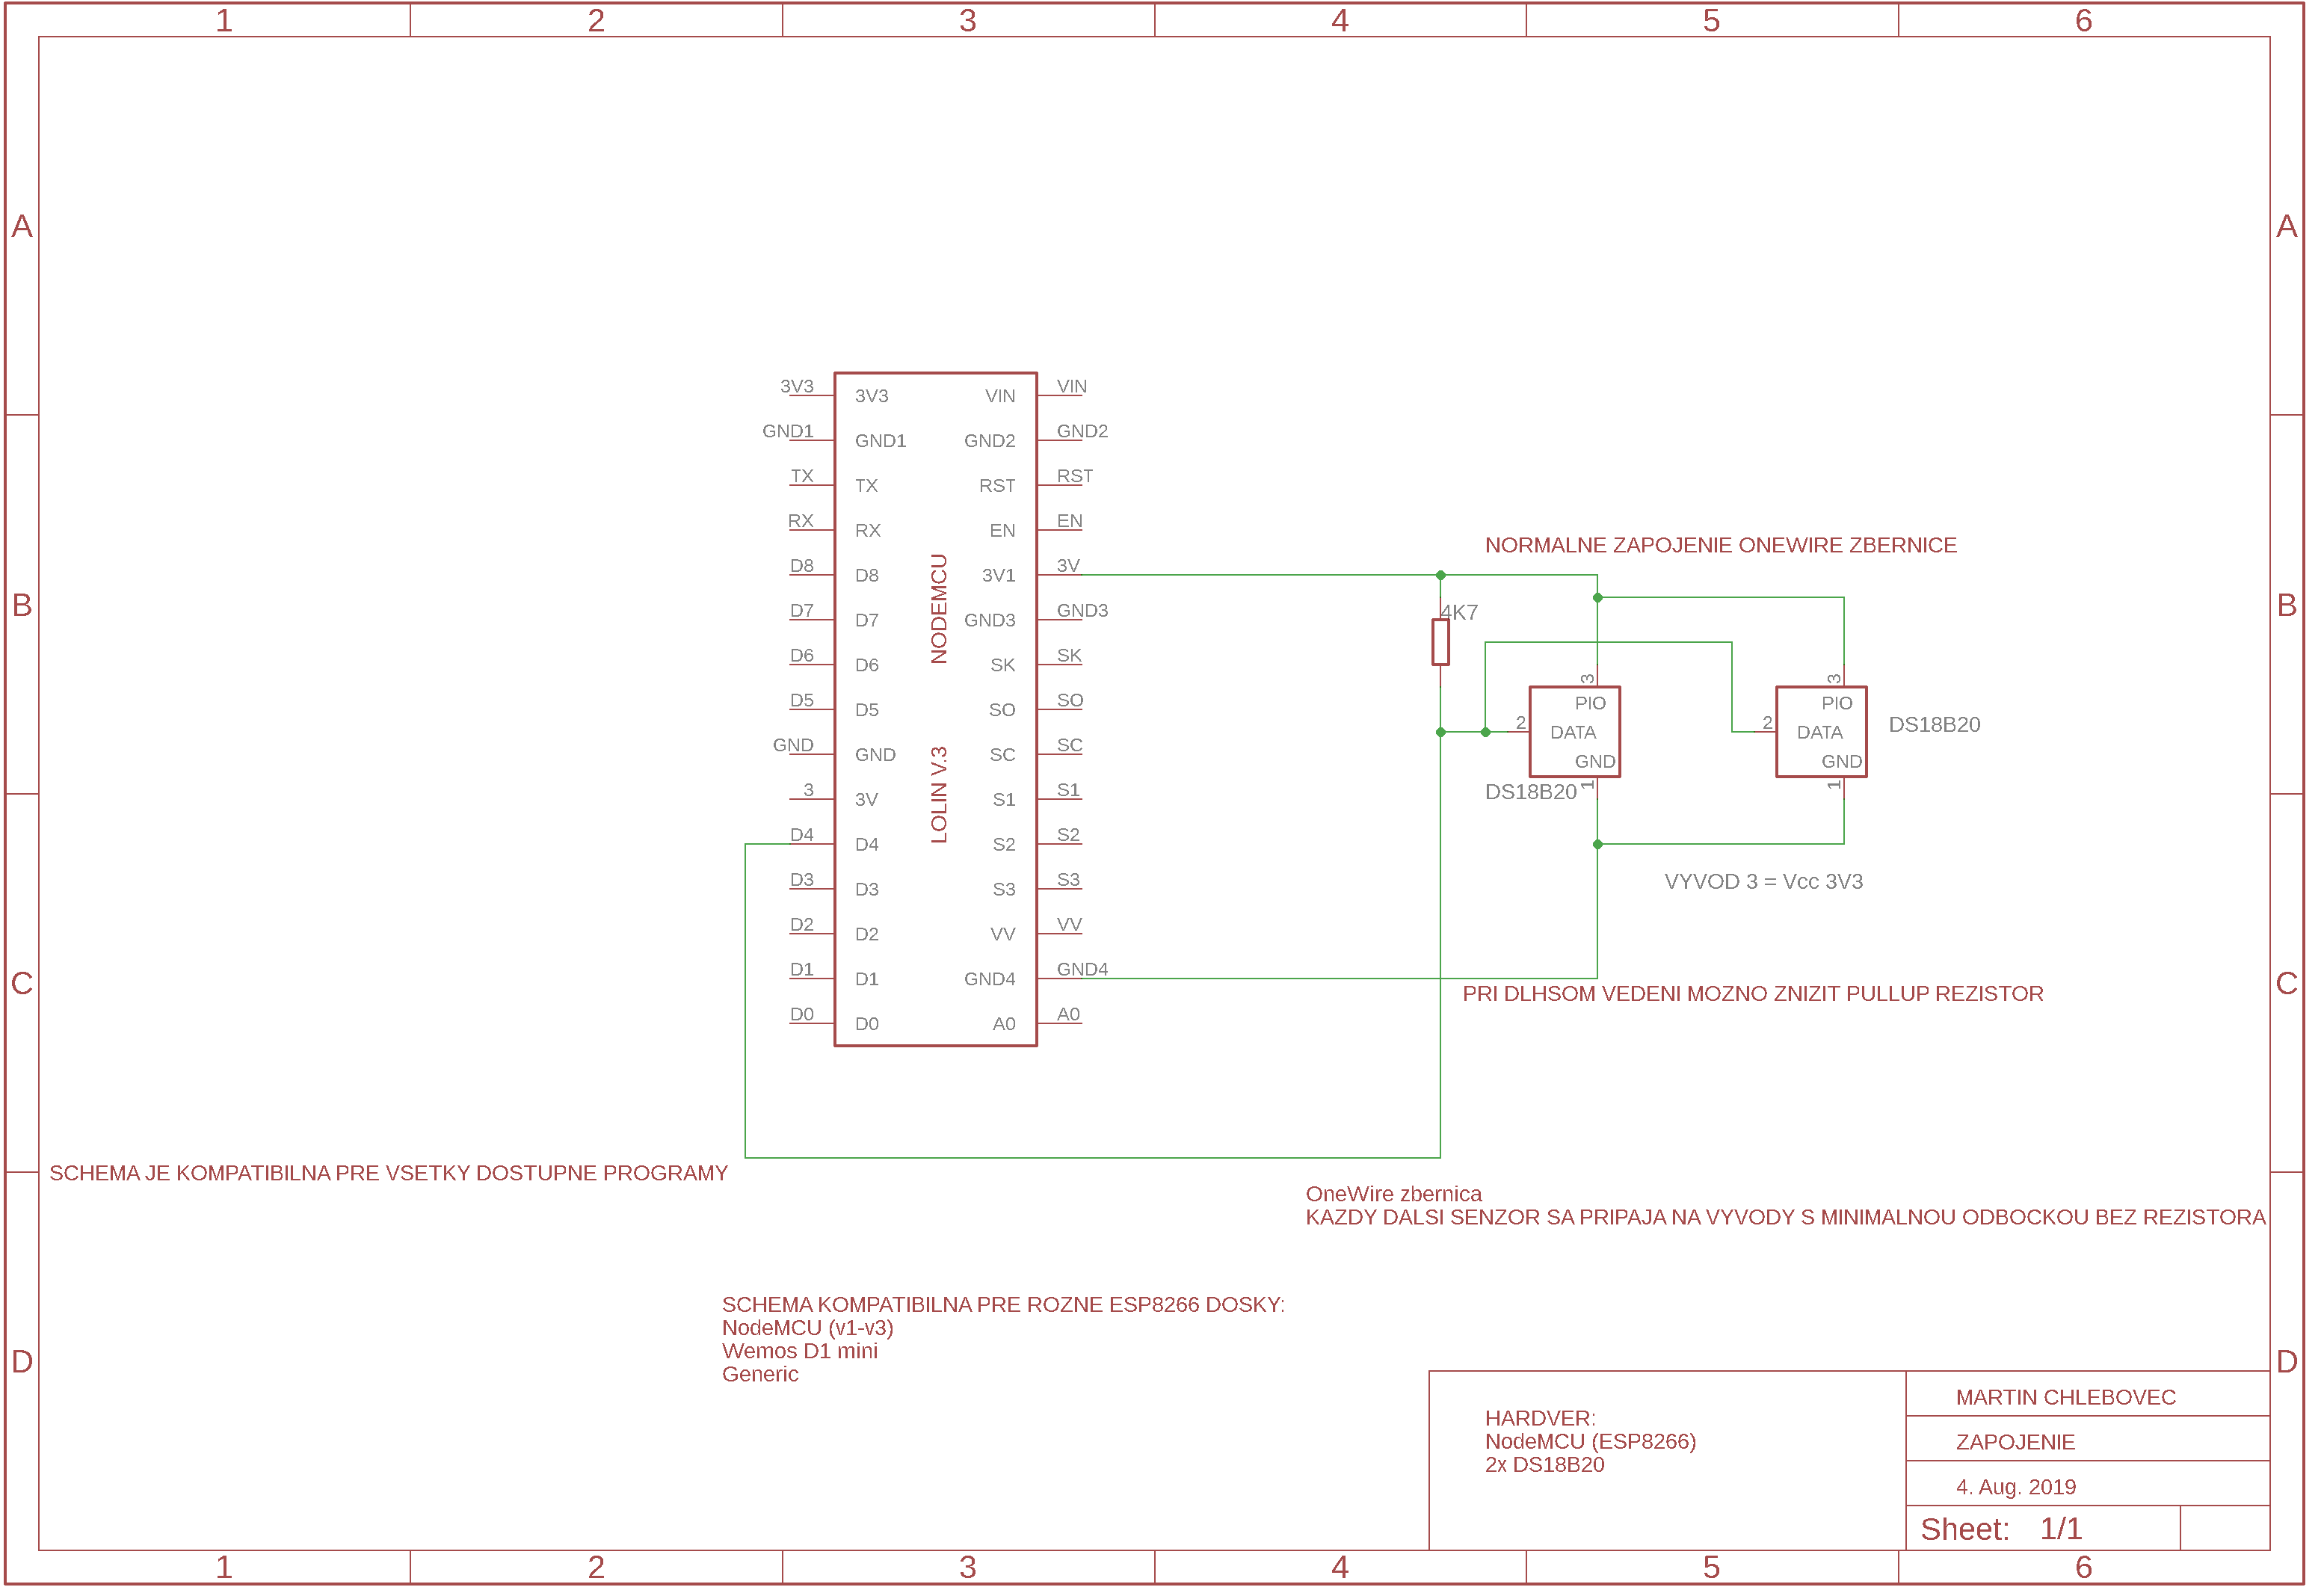 1 2 3 4 5 6
A A
B B
C C
D D
3V3 3V3 VIN VIN
GND1 GND1 GND2 GND2
TX TX RST RST
RX RX EN EN
D8 D8 3V1 3V
D7 D7 GND3 GND3
D6 D6 SK SK
D5 D5 SO SO
GND GND SC SC
3 3V S1 S1
D4 D4 S2 S2
D3 D3 S3 S3
D2 D2 VV VV
D1 D1 GND4 GND4
D0 D0 A0 A0
NODEMCU
LOLIN V.3
NORMALNE ZAPOJENIE ONEWIRE ZBERNICE
4K7
3
PIO
2
DATA
GND
1
DS18B20
3
PIO
2
DATA
GND
1
DS18B20
VYVOD 3 = Vcc 3V3
PRI DLHSOM VEDENI MOZNO ZNIZIT PULLUP REZISTOR
SCHEMA JE KOMPATIBILNA PRE VSETKY DOSTUPNE PROGRAMY
OneWire zbernica
KAZDY DALSI SENZOR SA PRIPAJA NA VYVODY S MINIMALNOU ODBOCKOU BEZ REZISTORA
SCHEMA KOMPATIBILNA PRE ROZNE ESP8266 DOSKY:
NodeMCU (v1-v3)
Wemos D1 mini
Generic
HARDVER:
NodeMCU (ESP8266)
2x DS18B20
MARTIN CHLEBOVEC
ZAPOJENIE
4. Aug. 2019
Sheet: 1/1
1 2 3 4 5 6